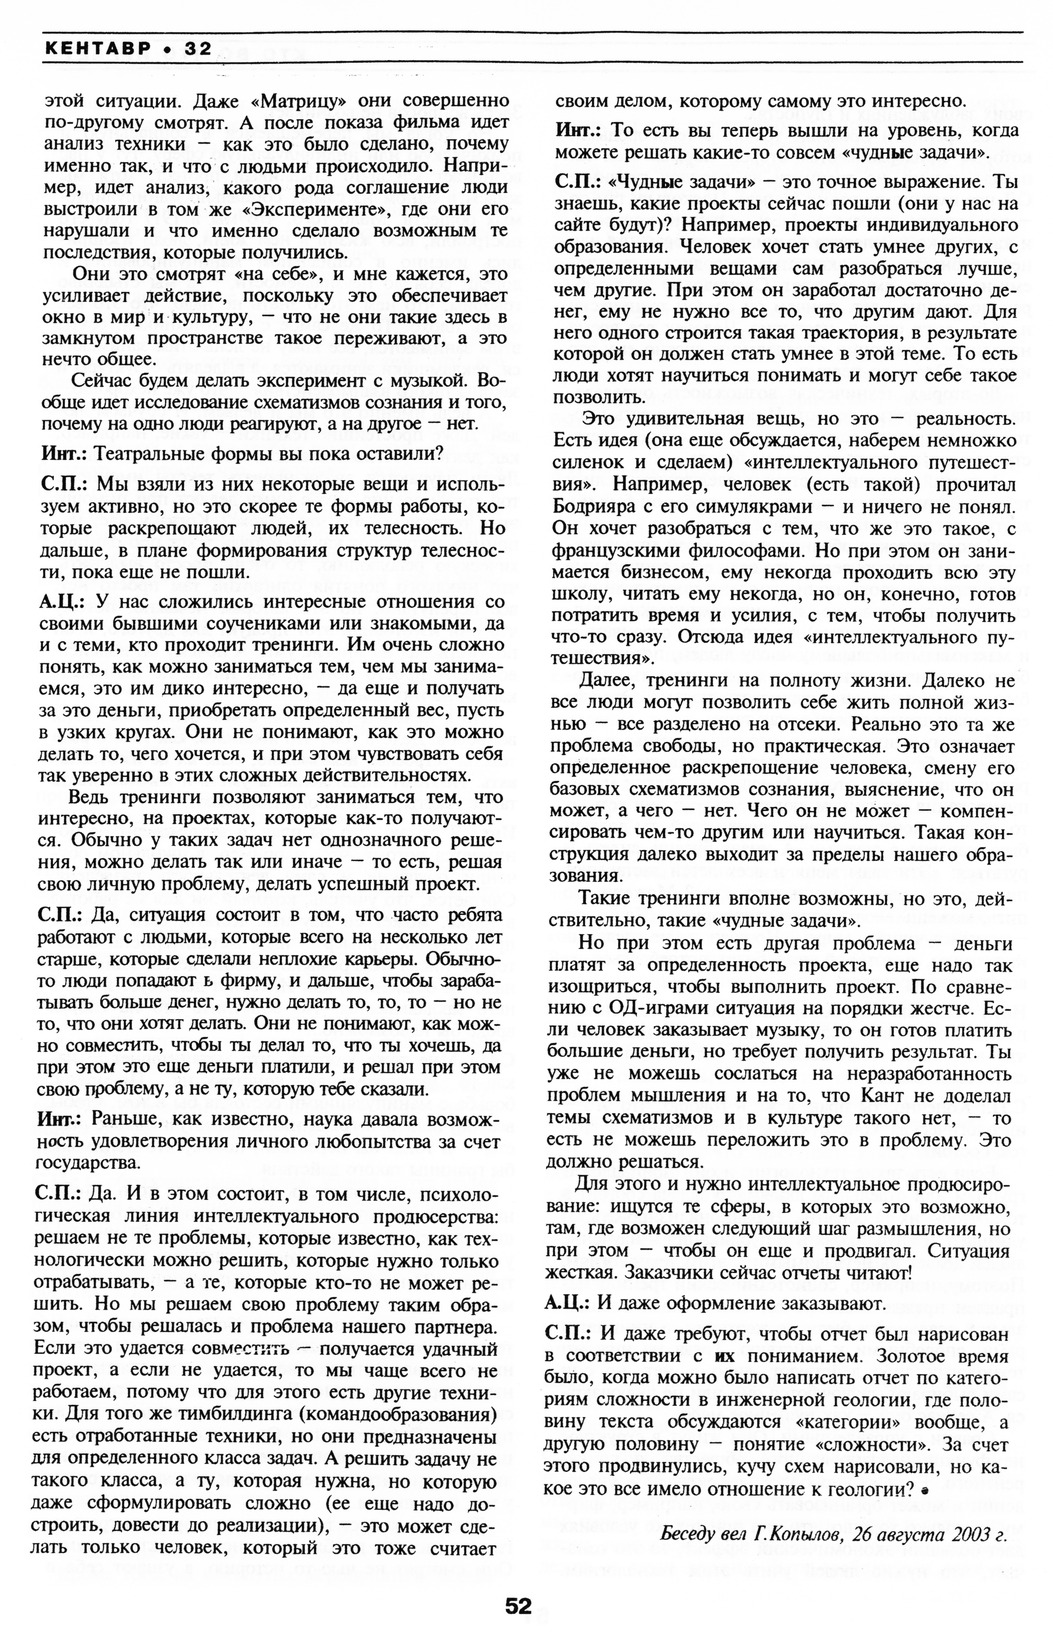 КЕНТАВР • 32
этой ситуации. Даже «Матрицу» они совершенно
по-другому смотрят. А после показа фильма идет
анализ техники — как это было сделано, почему
именно так, и что с людьми происходило. Напри-
мер, идет анализ, какого рода соглашение люди
выстроили в том же «Эксперименте», где они его
нарушали и что именно сделало возможным те
последствия, которые получились.
Они это смотрят «на себе», и мне кажется, это
усиливает действие, поскольку это обеспечивает
окно в мир и культуру, — что не они такие здесь в
замкнутом пространстве такое переживают, а это
нечто общее.
Сейчас будем делать эксперимент с музыкой. Во-
обще идет исследование схематизмов сознания и того,
почему на одно люди реагируют, а на другое — нет.
Инт.: Театральные формы вы пока оставили?
С.П.: Мы взяли из них некоторые вещи и исполь-
зуем активно, но это скорее те формы работы, ко-
торые раскрепощают людей, их телесность. Но
дальше, в плане формирования структур телеснос-
ти, пока еще не пошли.
А.Ц.: У нас сложились интересные отношения со
своими бывшими соучениками или знакомыми, да
и с теми, кто проходит тренинги. Им очень сложно
понять, как можно заниматься тем, чем мы занима-
емся, это им дико интересно, — да еще и получать
за это деньги, приобретать определенный вес, пусть
в узких кругах. Они не понимают, как это можно
делать то, чего хочется, и при этом чувствовать себя
так уверенно в этих сложных действительностях.
Ведь тренинги позволяют заниматься тем, что
интересно, на проектах, которые как-то получают-
ся. Обычно у таких задач нет однозначного реше-
ния, можно делать так или иначе — то есть, решая
свою личную проблему, делать успешный проект.
С.П.: Да, ситуация состоит в том, что часто ребята
работают с людьми, которые всего на несколько лет
старше, которые сделали неплохие карьеры. Обычно-
то люди попадают ь фирму, и дальше, чтобы зараба-
тывать больше денег, нужно делать то, то, то — но не
то, что они хотят делать. Они не понимают, как мож-
но совместить, чтобы ты делал то, что ты хочешь, да
при этом это еще деньги платили, и решал при этом
свою проблему, а не ту, которую тебе сказали.
Инт.: Раньше, как известно, наука давала возмож-
ность удовлетворения личного любопытства за счет
государства.
С.П.: Да. И в этом состоит, в том числе, психоло-
гическая линия интеллектуального продюсерства:
решаем не те проблемы, которые известно, как тех-
нологически можно решить, которые нужно только
отрабатывать, — а те, которые кто-то не может ре-
шить. Но мы решаем свою проблему таким обра-
зом, чтобы решалась и проблема нашего партнера.
Если это удается совместить — получается удачный
проект, а если не удается, то мы чаще всего не
работаем, потому что для этого есть другие техни-
ки. Для того же тимбилдинга (командообразования)
есть отработанные техники, но они предназначены
для определенного класса задач. А решить задачу не
такого класса, а ту, которая нужна, но которую
даже сформулировать сложно (ее еще надо до-
строить, довести до реализации), — это может сде-
лать только человек, который это тоже считает
своим делом, которому самому это интересно.
Инт.: То есть вы теперь вышли на уровень, когда
можете решать какие-то совсем «чудные задачи».
С.П.: «Чудные задачи» — это точное выражение. Ты
знаешь, какие проекты сейчас пошли (они у нас на
сайте будут)? Например, проекты индивидуального
образования. Человек хочет стать умнее других, с
определенными вещами сам разобраться лучше,
чем другие. При этом он заработал достаточно де-
нег, ему не нужно все то, что другим дают. Для
него одного строится такая траектория, в результате
которой он должен стать умнее в этой теме. То есть
люди хотят научиться понимать и могут себе такое
позволить.
Это удивительная вещь, но это — реальность.
Есть идея (она еще обсуждается, наберем немножко
силенок и сделаем) «интеллектуального путешест-
вия». Например, человек (есть такой) прочитал
Бодрияра с его симулякрами — и ничего не понял.
Он хочет разобраться с тем, что же это такое, с
французскими философами. Но при этом он зани-
мается бизнесом, ему некогда проходить всю эту
школу, читать ему некогда, но он, конечно, готов
потратить время и усилия, с тем, чтобы получить
что-то сразу. Отсюда идея «интеллектуального пу-
тешествия».
Далее, тренинги на полноту жизни. Далеко не
все люди могут позволить себе жить полной жиз-
нью — все разделено на отсеки. Реально это та же
проблема свободы, но практическая. Это означает
определенное раскрепощение человека, смену его
базовых схематизмов сознания, выяснение, что он
может, а чего — нет. Чего он не может — компен-
сировать чем-то другим или научиться. Такая кон-
струкция далеко выходит за пределы нашего обра-
зования.
Такие тренинги вполне возможны, но это, дей-
ствительно, такие «чудные задачи».
Но при этом есть другая проблема — деньги
платят за определенность проекта, еще надо так
изощриться, чтобы выполнить проект. По сравне-
нию с ОД-играми ситуация на порядки жестче. Ес-
ли человек заказывает музыку, то он готов платить
большие деньги, но требует получить результат. Ты
уже не можешь сослаться на неразработанность
проблем мышления и на то, что Кант не доделал
темы схематизмов и в культуре такого нет, — то
есть не можешь переложить это в проблему. Это
должно решаться.
Для этого и нужно интеллектуальное продюсиро-
вание: ищутся те сферы, в которых это возможно,
там, где возможен следующий шаг размышления, но
при этом — чтобы он еще и продвигал. Ситуация
жесткая. Заказчики сейчас отчеты читают!
А.Ц.: И даже оформление заказывают.
С.П.: И даже требуют, чтобы отчет был нарисован
в соответствии с их пониманием. Золотое время
было, когда можно было написать отчет по катего-
риям сложности в инженерной геологии, где поло-
вину текста обсуждаются «категории» вообще, а
другую половину — понятие «сложности». За счет
этого продвинулись, кучу схем нарисовали, но ка-
кое это все имело отношение к геологии? •
Беседу вел Г.Копылов, 26 августа 2003 г.
52